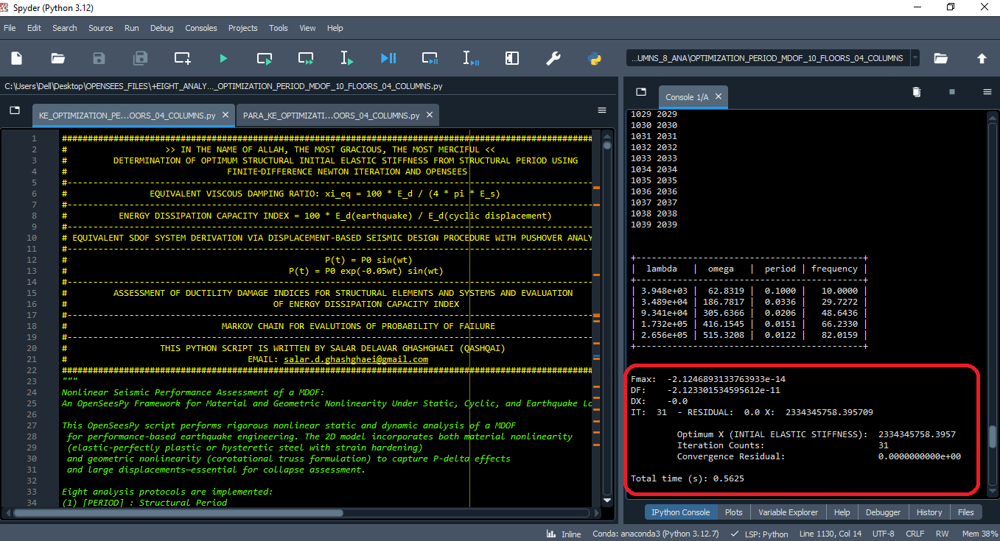 Spyder (Python 3.12)
File Edit Search Source Run Debug Consoles Projects Tools View Help
...UMNS_8_ANA\OPTIMIZATION_PERIOD_MDOF_10_FLOORS_04_COLUMNS
C:\Users\Dell\Desktop\OPENSEES_FILES\+EIGHT_ANALY..._OPTIMIZATION_PERIOD_MDOF_10_FLOORS_04_COLUMNS.py
KE_OPTIMIZATION_PE...OORS_04_COLUMNS.py
PARA_KE_OPTIMIZATI...OORS_04_COLUMNS.py
1 ######################################################################################################
2 # >> IN THE NAME OF ALLAH, THE MOST GRACIOUS, THE MOST MERCIFUL <<
3 # DETERMINATION OF OPTIMUM STRUCTURAL INITIAL ELASTIC STIFFNESS FROM STRUCTURAL PERIOD USING
4 # FINITE-DIFFERENCE NEWTON ITERATION AND OPENSEES
5 #-----------------------------------------------------------------------------------------------------
6 # EQUIVALENT VISCOUS DAMPING RATIO: xi_eq = 100 * E_d / (4 * pi * E_s)
7 #-----------------------------------------------------------------------------------------------------
8 # ENERGY DISSIPATION CAPACITY INDEX = 100 * E_d(earthquake) / E_d(cyclic displacement)
9 #-----------------------------------------------------------------------------------------------------
10 # EQUIVALENT SDOF SYSTEM DERIVATION VIA DISPLACEMENT-BASED SEISMIC DESIGN PROCEDURE WITH PUSHOVER ANALY
11 #-----------------------------------------------------------------------------------------------------
12 # P(t) = P0 sin(wt)
13 # P(t) = P0 exp(-0.05wt) sin(wt)
14 #-----------------------------------------------------------------------------------------------------
15 # ASSESSMENT OF DUCTILITY DAMAGE INDICES FOR STRUCTURAL ELEMENTS AND SYSTEMS AND EVALUATION
16 # OF ENERGY DISSIPATION CAPACITY INDEX
17 #-----------------------------------------------------------------------------------------------------
18 # MARKOV CHAIN FOR EVALUTIONS OF PROBABILITY OF FAILURE
19 #-----------------------------------------------------------------------------------------------------
20 # THIS PYTHON SCRIPT IS WRITTEN BY SALAR DELAVAR GHASHGHAEI (QASHQAI)
21 # EMAIL: salar.d.ghashghaei@gmail.com
22 ######################################################################################################
23 """
24 Nonlinear Seismic Performance Assessment of a MDOF:
25 An OpenSeesPy Framework for Material and Geometric Nonlinearity Under Static, Cyclic, and Earthquake Lo
26
27 This OpenSeesPy script performs rigorous nonlinear static and dynamic analysis of a MDOF
28 for performance-based earthquake engineering. The 2D model incorporates both material nonlinearity
29 (elastic-perfectly plastic or hysteretic steel with strain hardening)
30 and geometric nonlinearity (corotational truss formulation) to capture P-delta effects
31 and large displacements—essential for collapse assessment.
32
33 Eight analysis protocols are implemented:
34 (1) [PERIOD] : Structural Period
Console 1/A
1029 2029
1030 2030
1031 2031
1032 2032
1033 2033
1034 2034
1035 2035
1036 2036
1037 2037
1038 2038
1039 2039
+---------------------------------------------+
| lambda | omega | period | frequency |
+---------------------------------------------+
| 3.948e+03 | 62.8319 | 0.1000 | 10.0000 |
| 3.489e+04 | 186.7817 | 0.0336 | 29.7272 |
| 9.341e+04 | 305.6366 | 0.0206 | 48.6436 |
| 1.732e+05 | 416.1545 | 0.0151 | 66.2330 |
| 2.656e+05 | 515.3208 | 0.0122 | 82.0159 |
+---------------------------------------------+
Fmax: -2.1246893133763933e-14
DF: -2.123301534595612e-11
DX: -0.0
IT: 31 - RESIDUAL: 0.0 X: 2334345758.395709
Optimum X (INTIAL ELASTIC STIFFNESS): 2334345758.3957
Iteration Counts: 31
Convergence Residual: 0.0000000000e+00
Total time (s): 0.5625
IPython Console Plots Variable Explorer Help Debugger History Files
Inline Conda: anaconda3 (Python 3.12.7) LSP: Python Line 1130, Col 14 UTF-8 CRLF RW Mem 38%